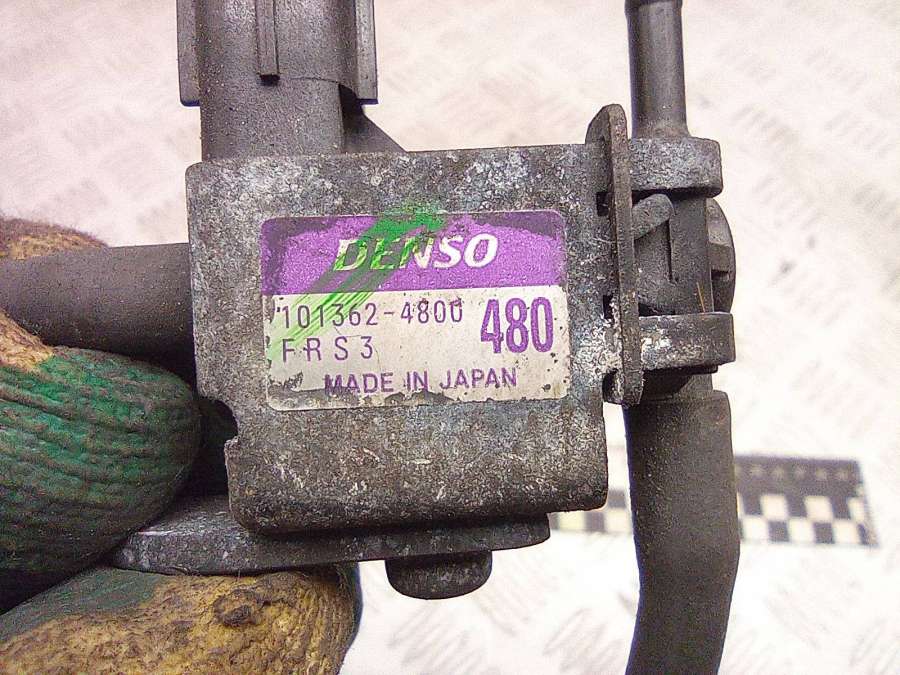 DENSO
101362-4800 480
FRS3
MADE IN JAPAN